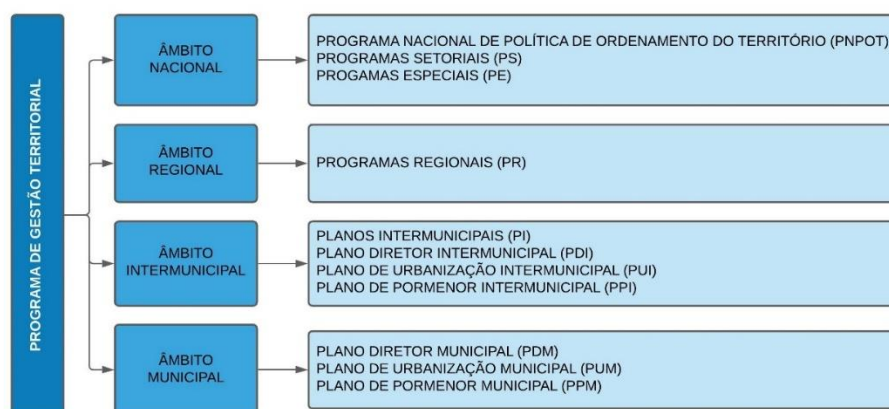 PROGRAMA DE GESTÃO TERRITORIAL
ÂMBITO
NACIONAL
PROGRAMA NACIONAL DE POLÍTICA DE ORDENAMENTO DO TERRITÓRIO (PNPOT)
PROGRAMAS SETORIAIS (PS)
PROGAMAS ESPECIAIS (PE)
ÂMBITO
REGIONAL
PROGRAMAS REGIONAIS (PR)
ÂMBITO
INTERMUNICIPAL
PLANOS INTERMUNICIPAIS (PI)
PLANO DIRETOR INTERMUNICIPAL (PDI)
PLANO DE URBANIZAÇÃO INTERMUNICIPAL (PUI)
PLANO DE PORMENOR INTERMUNICIPAL (PPI)
ÂMBITO
MUNICIPAL
PLANO DIRETOR MUNICIPAL (PDM)
PLANO DE URBANIZAÇÃO MUNICIPAL (PUM)
PLANO DE PORMENOR MUNICIPAL (PPM)